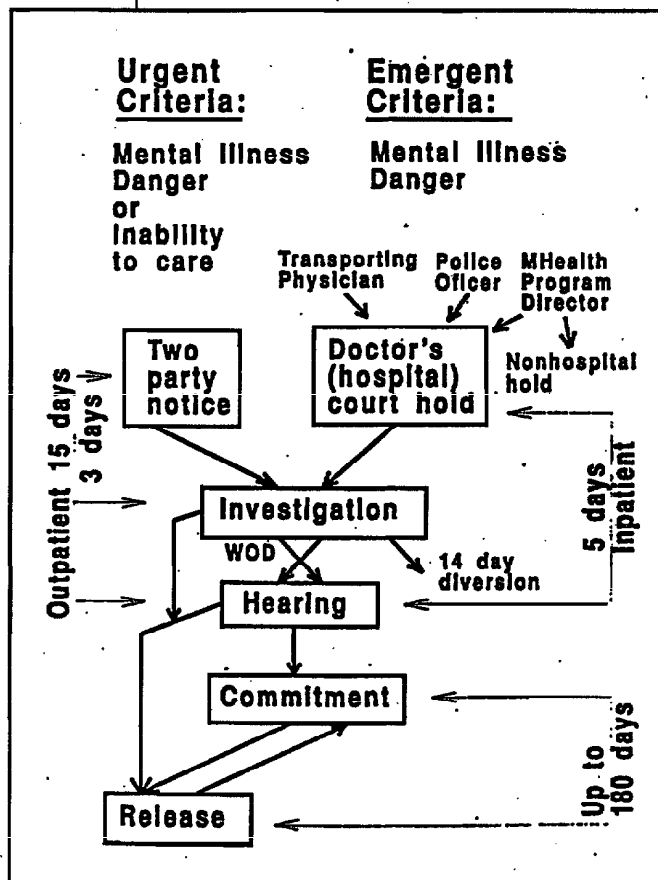 Urgent
Criteria:
Emergent
Criteria:
Mental Illness
Danger
or
Inability
to care
Mental Illness
Danger
Transporting
Physician
Police
Oficer
MHealth
Program
Director
Nonhospital
hold
Two
party
notice
Doctor's
(hospital)
court hold
Outpatient 15 days
3 days
5 days
Inpatient
Investigation
WOD
14 day
diversion
Hearing
Commitment
Up to
180 days
Release